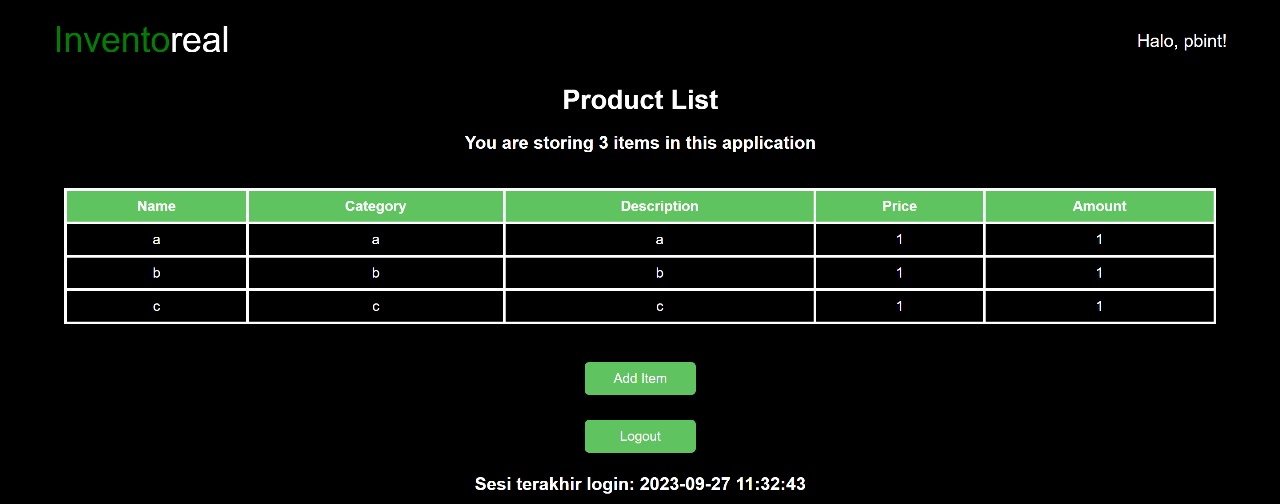 Inventoreal Halo, pbint!
Product List
You are storing 3 items in this application
Name Category Description Price Amount
a a a 1 1
b b b 1 1
c c c 1 1
Add Item
Logout
Sesi terakhir login: 2023-09-27 11:32:43